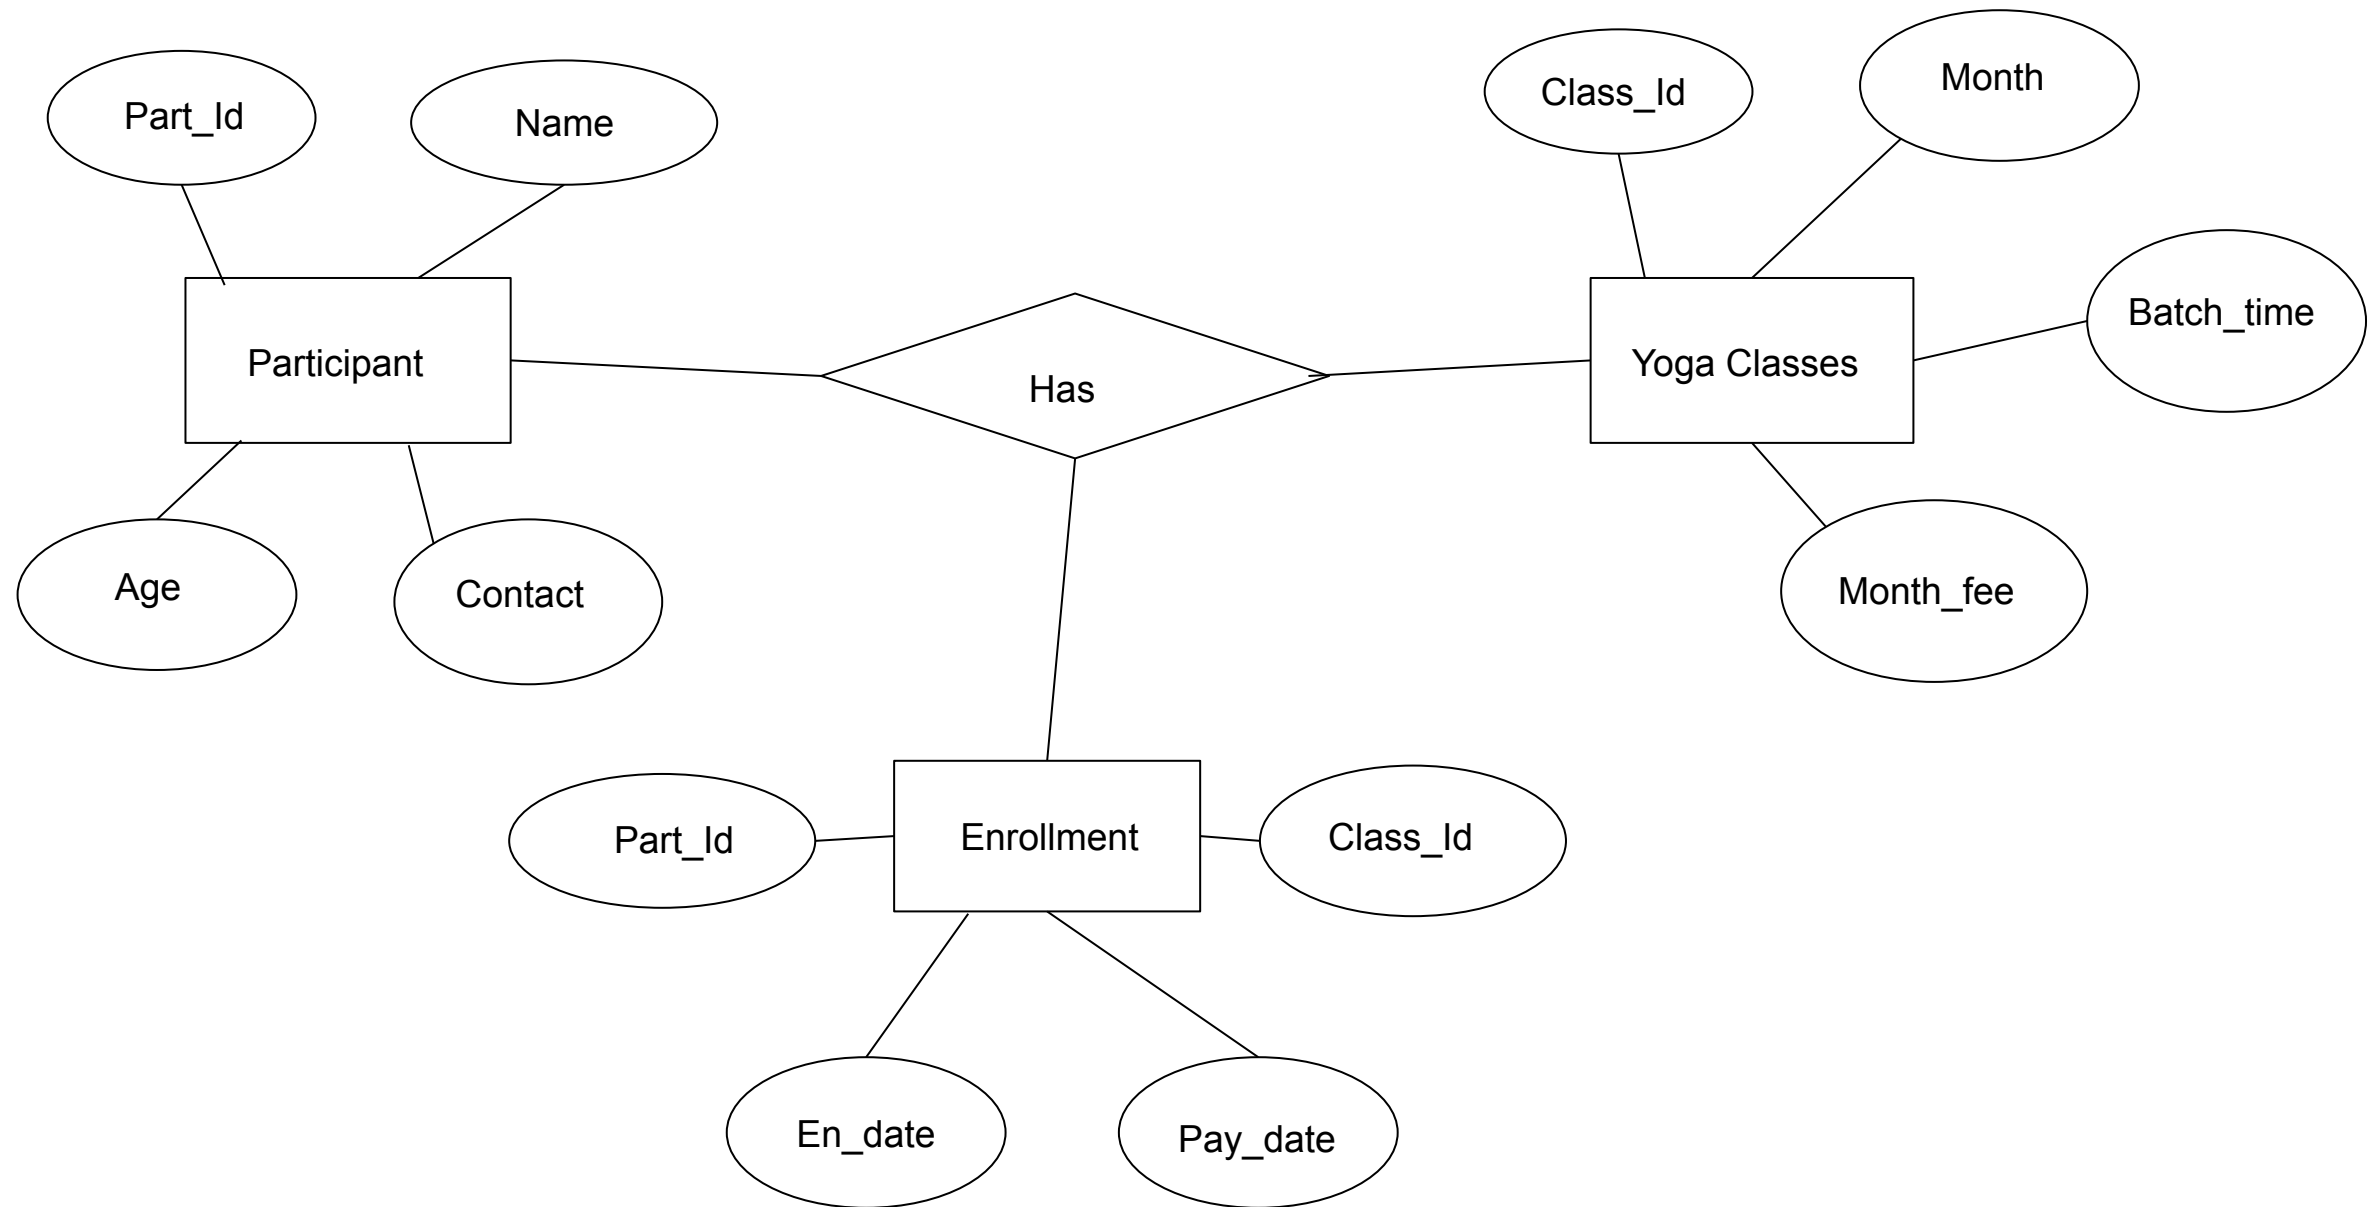 Part_Id
Name
Class_Id
Month
Participant
Has
Yoga Classes
Batch_time
Age
Contact
Month_fee
Part_Id
Enrollment
Class_Id
En_date
Pay_date